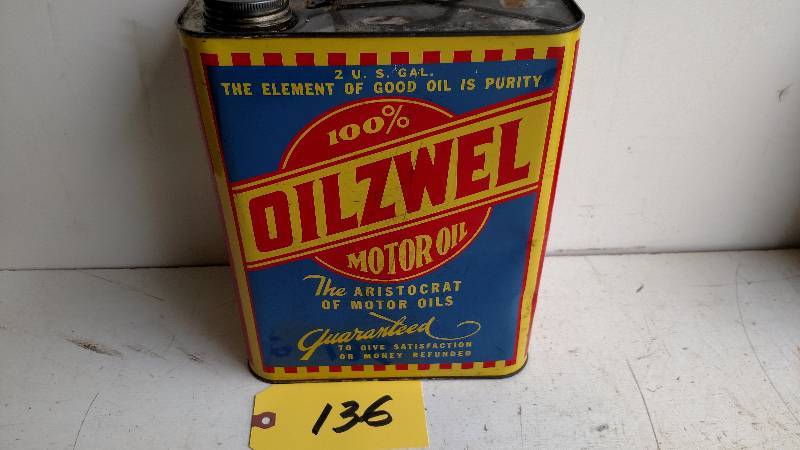 2 U. S. GAL.
THE ELEMENT OF GOOD OIL IS PURITY
100%
OILZWEL
MOTOR OIL
The ARISTOCRAT
OF MOTOR OILS
Guaranteed
TO GIVE SATISFACTION
OR MONEY REFUNDED
136